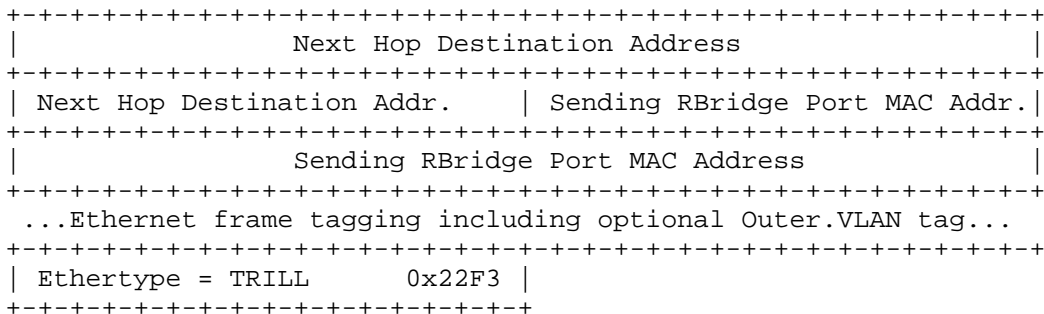 +-+-+-+-+-+-+-+-+-+-+-+-+-+-+-+-+-+-+-+-+-+-+-+-+-+-+-+-+-+-+-+-+
|                 Next Hop Destination Address                  |
+-+-+-+-+-+-+-+-+-+-+-+-+-+-+-+-+-+-+-+-+-+-+-+-+-+-+-+-+-+-+-+-+
| Next Hop Destination Addr.    | Sending RBridge Port MAC Addr.|
+-+-+-+-+-+-+-+-+-+-+-+-+-+-+-+-+-+-+-+-+-+-+-+-+-+-+-+-+-+-+-+-+
|                 Sending RBridge Port MAC Address              |
+-+-+-+-+-+-+-+-+-+-+-+-+-+-+-+-+-+-+-+-+-+-+-+-+-+-+-+-+-+-+-+-+
 ...Ethernet frame tagging including optional Outer.VLAN tag...
+-+-+-+-+-+-+-+-+-+-+-+-+-+-+-+-+-+-+-+-+-+-+-+-+-+-+-+-+-+-+-+-+
| Ethertype = TRILL      0x22F3 |
+-+-+-+-+-+-+-+-+-+-+-+-+-+-+-+-+